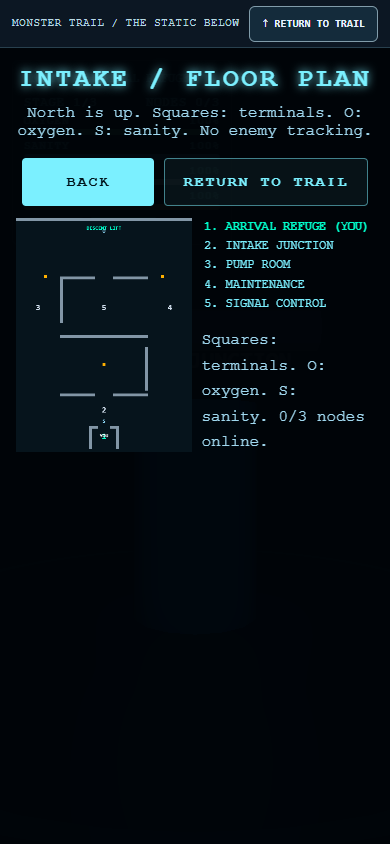 MONSTER TRAIL / THE STATIC BELOW
↑ RETURN TO TRAIL
INTAKE / FLOOR PLAN
North is up. Squares: terminals. O:
oxygen. S: sanity. No enemy tracking.
BACK
RETURN TO TRAIL
DESCENT LIFT
3
5
4
2
S
1. ARRIVAL REFUGE (YOU)
2. INTAKE JUNCTION
3. PUMP ROOM
4. MAINTENANCE
5. SIGNAL CONTROL
Squares:
terminals. O:
oxygen. S:
sanity. 0/3 nodes
online.